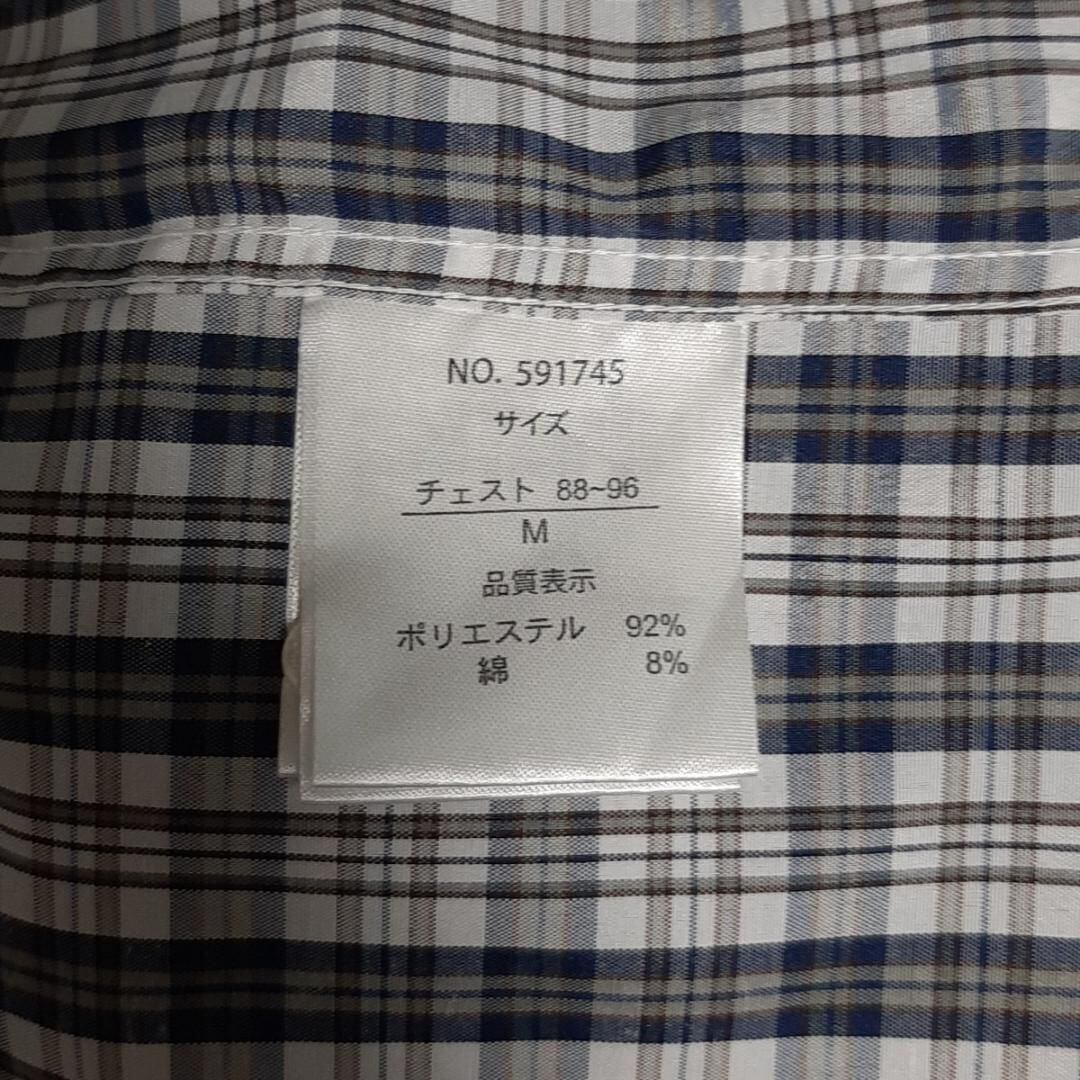 NO. 591745
サイズ
チェスト 88~96
M
品質表示
ポリエステル 92%
綿 8%